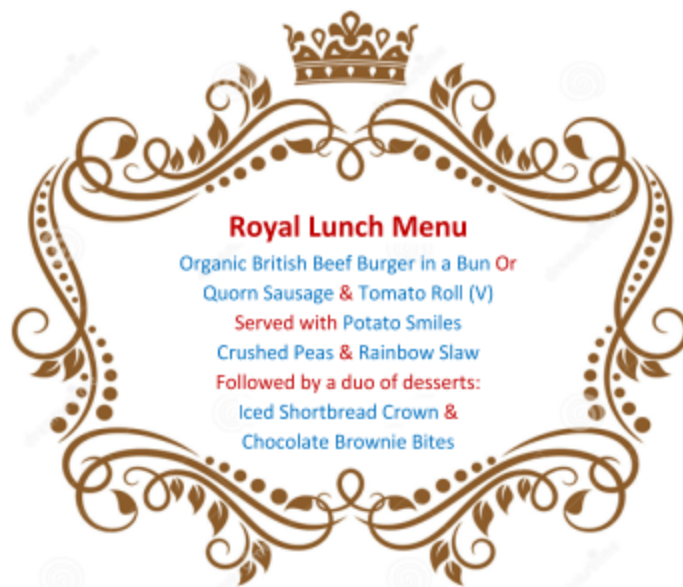 Royal Lunch Menu
Organic British Beef Burger in a Bun Or
Quorn Sausage & Tomato Roll (V)
Served with Potato Smiles
Crushed Peas & Rainbow Slaw
Followed by a duo of desserts:
Iced Shortbread Crown &
Chocolate Brownie Bites